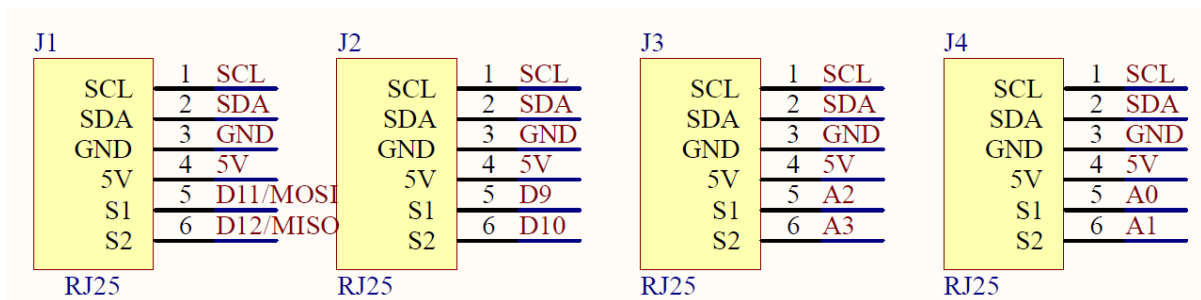 J1
SCL
SDA
GND
5V
S1
S2
1 SCL
2 SDA
3 GND
4 5V
5 D11/MOSI
6 D12/MISO
RJ25
J2
SCL
SDA
GND
5V
S1
S2
1 SCL
2 SDA
3 GND
4 5V
5 D9
6 D10
RJ25
J3
SCL
SDA
GND
5V
S1
S2
1 SCL
2 SDA
3 GND
4 5V
5 A2
6 A3
RJ25
J4
SCL
SDA
GND
5V
S1
S2
1 SCL
2 SDA
3 GND
4 5V
5 A0
6 A1
RJ25